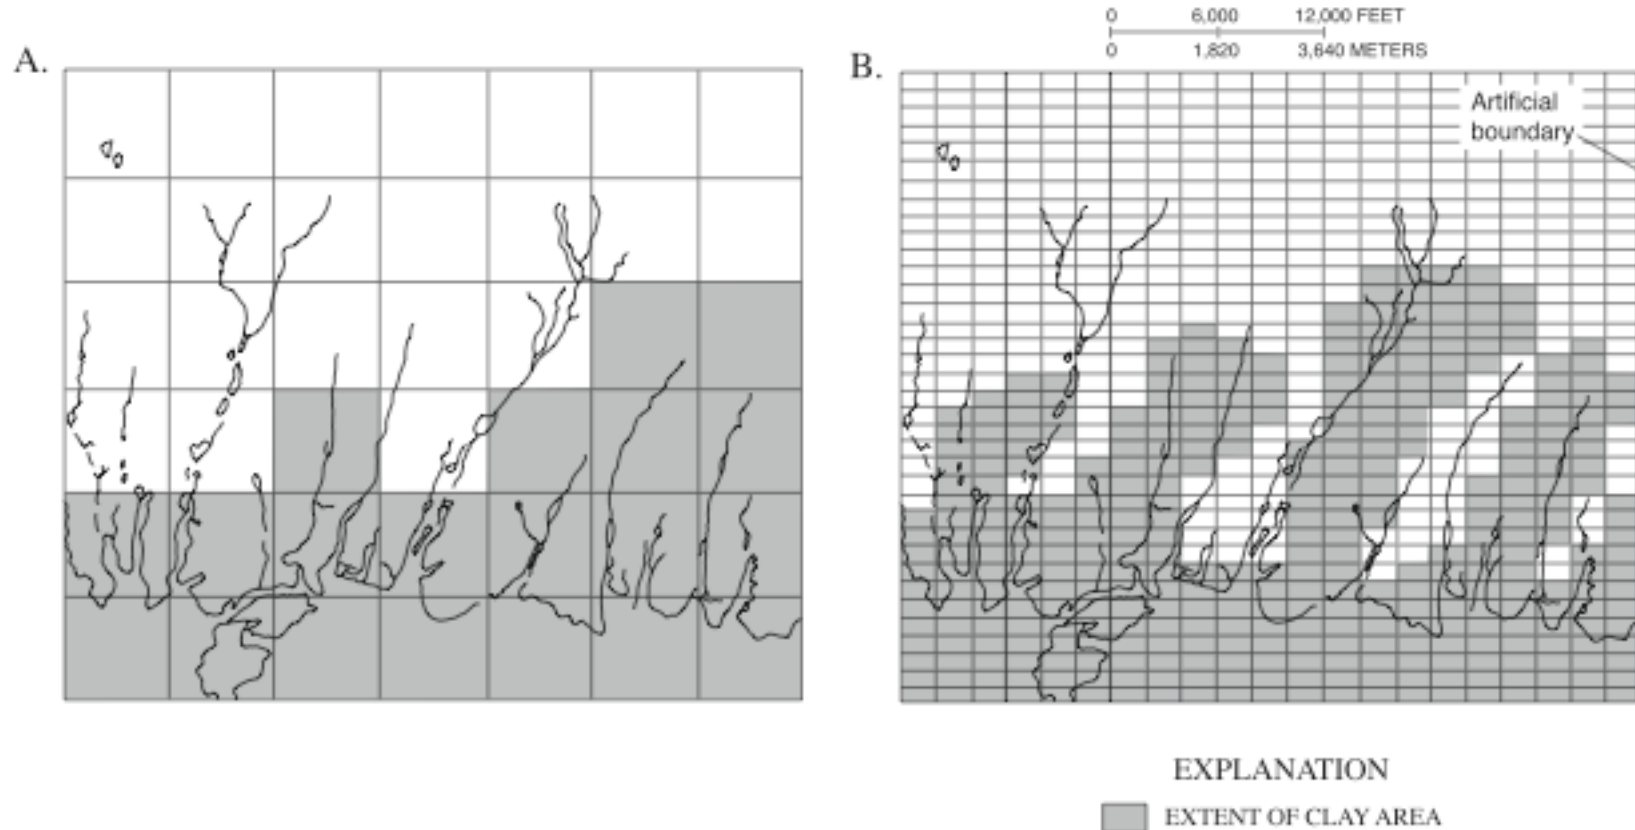 0 6,000 12,000 FEET
0 1,820 3,640 METERS
A.
B.
Artificial
boundary
EXPLANATION
EXTENT OF CLAY AREA